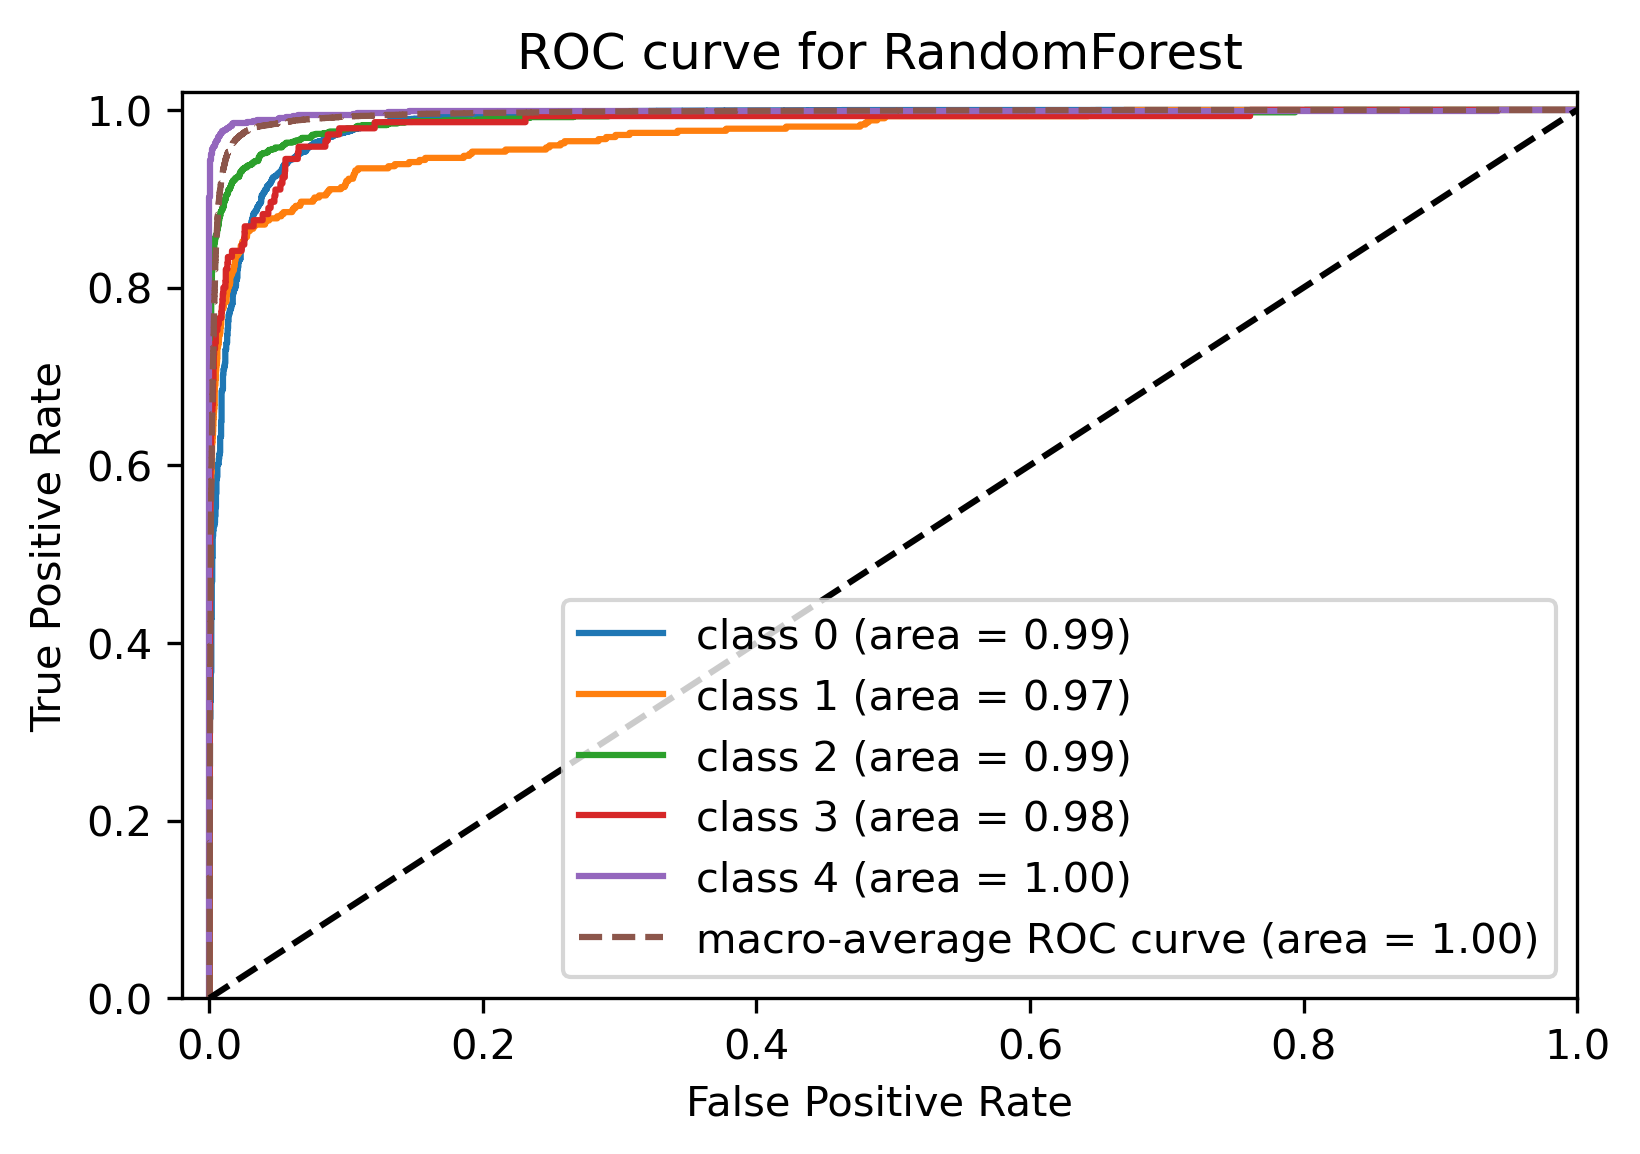 ROC curve for RandomForest
True Positive Rate
1.0
0.8
0.6
0.4
0.2
0.0
class 0 (area = 0.99)
class 1 (area = 0.97)
class 2 (area = 0.99)
class 3 (area = 0.98)
class 4 (area = 1.00)
macro-average ROC curve (area = 1.00)
0.0 0.2 0.4 0.6 0.8 1.0
False Positive Rate